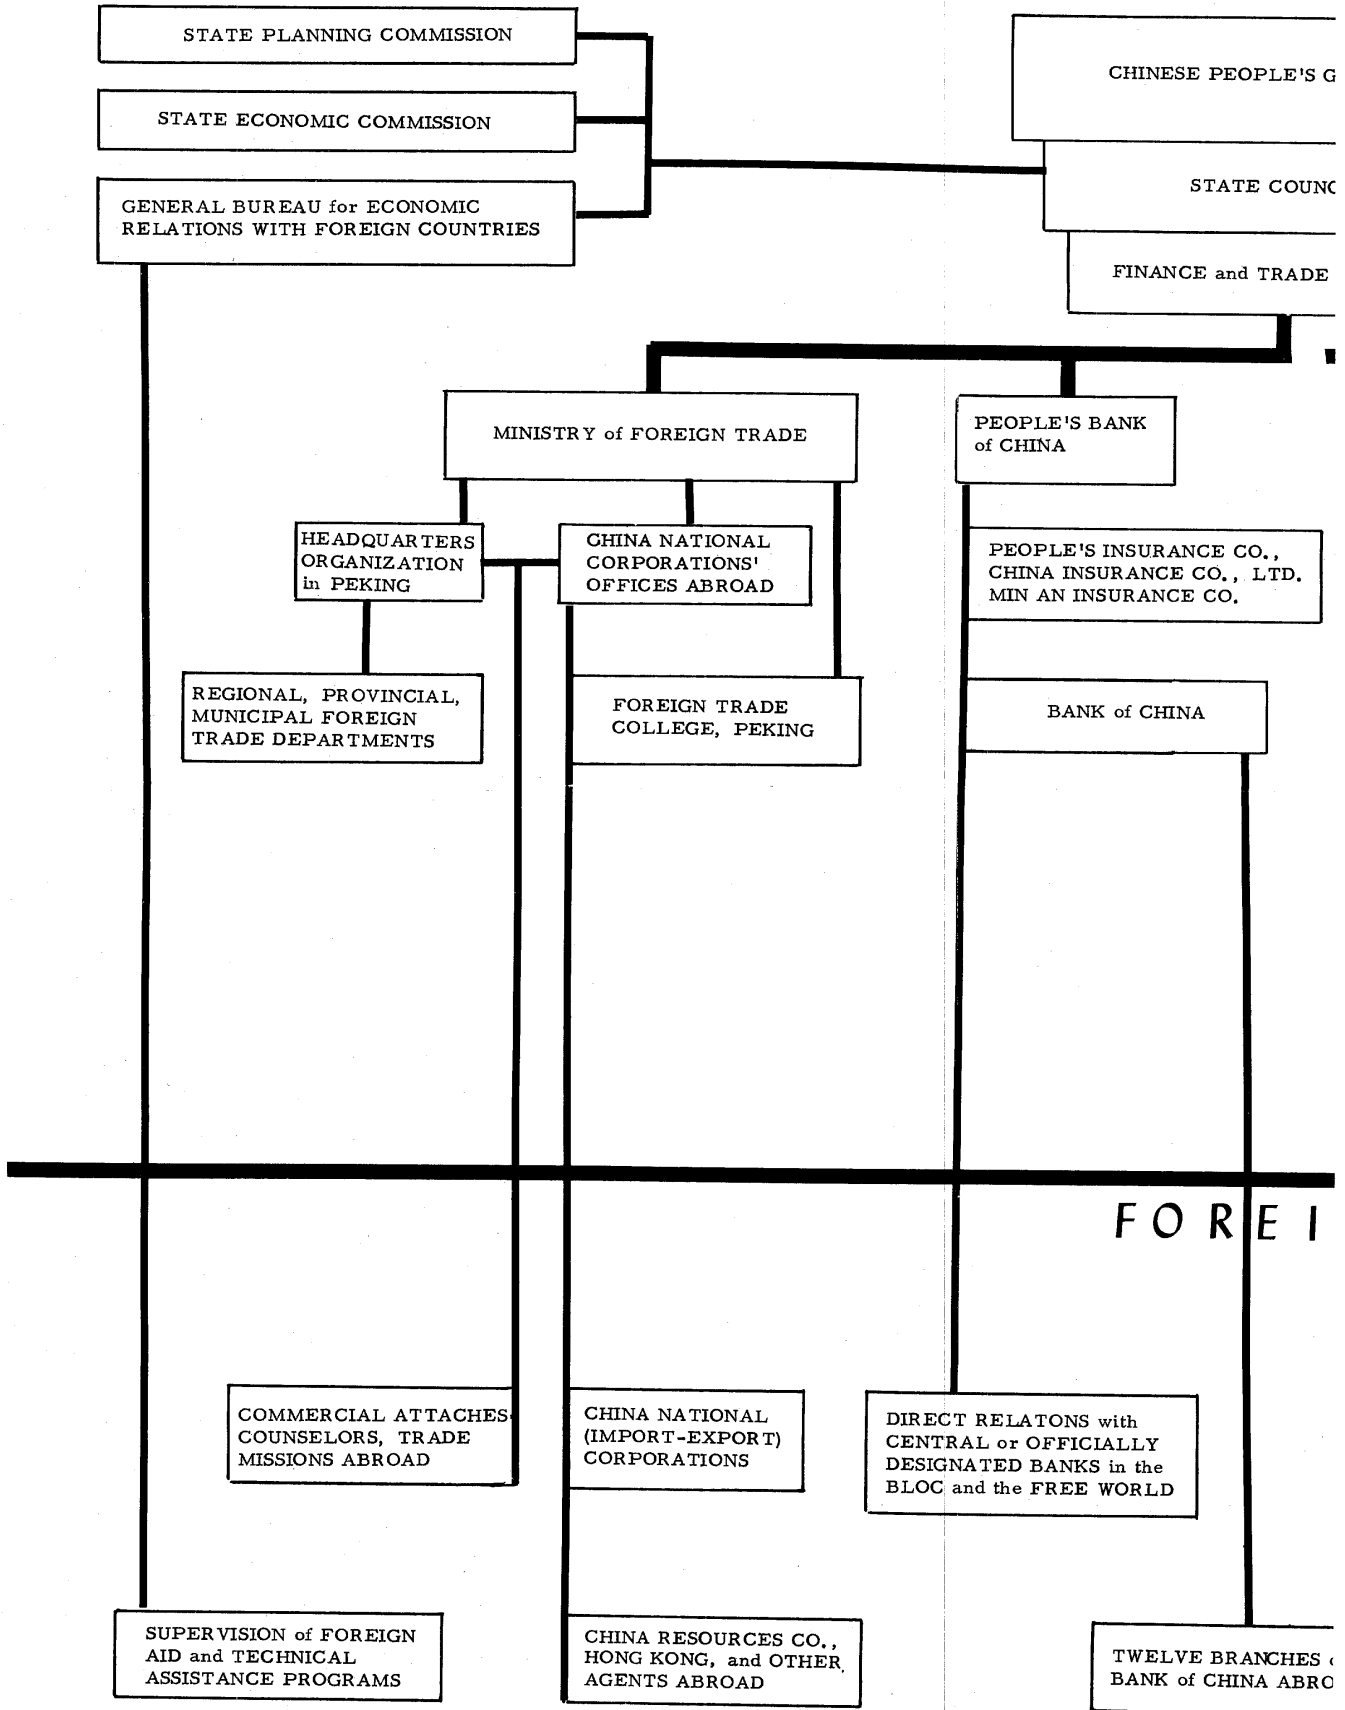 STATE PLANNING COMMISSION
STATE ECONOMIC COMMISSION
GENERAL BUREAU for ECONOMIC
RELATIONS WITH FOREIGN COUNTRIES
CHINESE PEOPLE'S G
STATE COUNC
FINANCE and TRADE
MINISTRY of FOREIGN TRADE
PEOPLE'S BANK
of CHINA
HEADQUARTERS
ORGANIZATION
in PEKING
CHINA NATIONAL
CORPORATIONS'
OFFICES ABROAD
PEOPLE'S INSURANCE CO.,
CHINA INSURANCE CO., LTD.
MIN AN INSURANCE CO.
REGIONAL, PROVINCIAL,
MUNICIPAL FOREIGN
TRADE DEPARTMENTS
FOREIGN TRADE
COLLEGE, PEKING
BANK of CHINA
FOREI
COMMERCIAL ATTACHES
COUNSELORS, TRADE
MISSIONS ABROAD
CHINA NATIONAL
(IMPORT-EXPORT)
CORPORATIONS
DIRECT RELATONS with
CENTRAL or OFFICIALLY
DESIGNATED BANKS in the
BLOC and the FREE WORLD
SUPERVISION of FOREIGN
AID and TECHNICAL
ASSISTANCE PROGRAMS
CHINA RESOURCES CO.,
HONG KONG, and OTHER
AGENTS ABROAD
TWELVE BRANCHES
BANK of CHINA ABRO